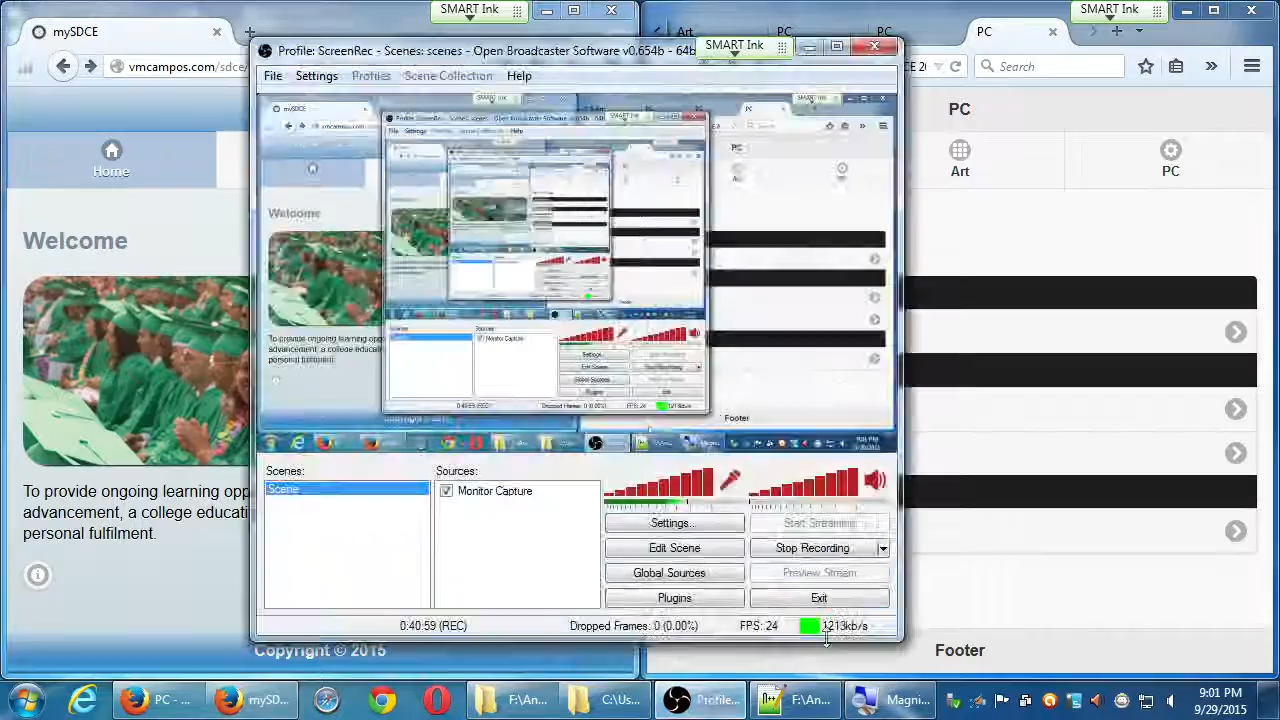 SMART Ink
SMART Ink
mySDCE
Art
PC
PC
PC
vmcampos.com/sdce/
Search
Profile: ScreenRec - Scenes: scenes - Open Broadcaster Software v0.654b - 64b
SMART Ink
File Settings Profiles Scene Collection Help
PC
Home
Art
PC
Welcome
Welcome
Footer
To provide ongoing learning opp
advancement, a college educati
personal fulfilment.
Scenes:
Scene
Sources:
Monitor Capture
Settings...
Start Streaming
Edit Scene
Stop Recording
Global Sources
Preview Stream
Plugins
Exit
0:40:59 (REC)
Dropped Frames: 0 (0.00%)
FPS: 24
1213kb/s
Copyright © 2015
Footer
PC - ...
mySD...
F:\An...
C:\Us...
Profile...
F:\An...
Magni...
9:01 PM
9/29/2015